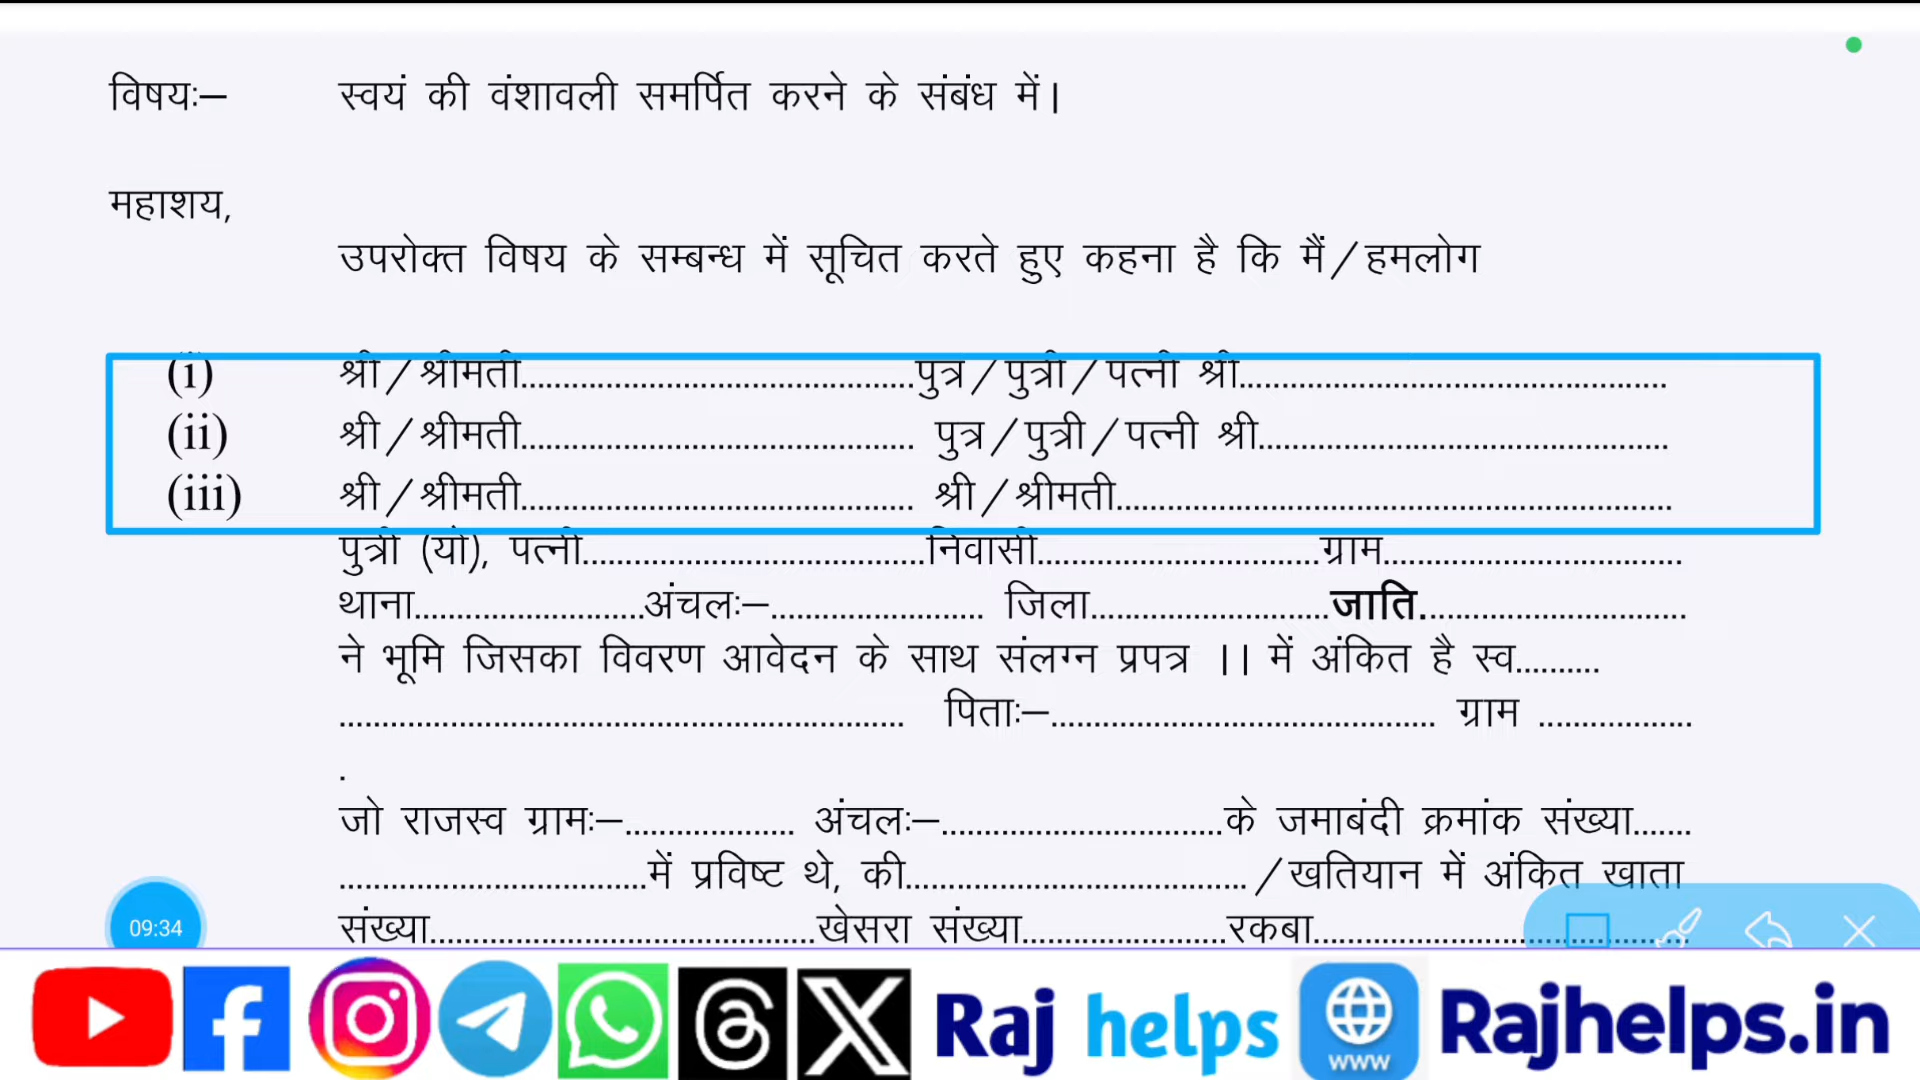 विषयः– स्वयं की वंशावली समर्पित करने के संबंध में।
महाशय,
उपरोक्त विषय के सम्बन्ध में सूचित करते हुए कहना है कि मैं/हमलोग
(i) श्री/श्रीमती..............................................पुत्र/पुत्री/पत्नी श्री..................................................
(ii) श्री/श्रीमती.............................................. पुत्र/पुत्री/पत्नी श्री................................................
(iii) श्री/श्रीमती.............................................. श्री/श्रीमती.................................................................
पुत्री (यो), पत्नी........................................निवासी.................................ग्राम...................................
थाना...........................अंचलः–......................... जिला............................जाति...............................
ने भूमि जिसका विवरण आवेदन के साथ संलग्न प्रपत्र ।। में अंकित है स्व..........
.................................................................. पिताः–............................................. ग्राम ..................
.
जो राजस्व ग्रामः–.................... अंचलः–.................................के जमाबंदी क्रमांक संख्या.......
....................................में प्रविष्ट थे, की......................................../खतियान में अंकित खाता
संख्या.............................................खेसरा संख्या........................रकबा............................................
09:34
Raj helps
www
Rajhelps.in